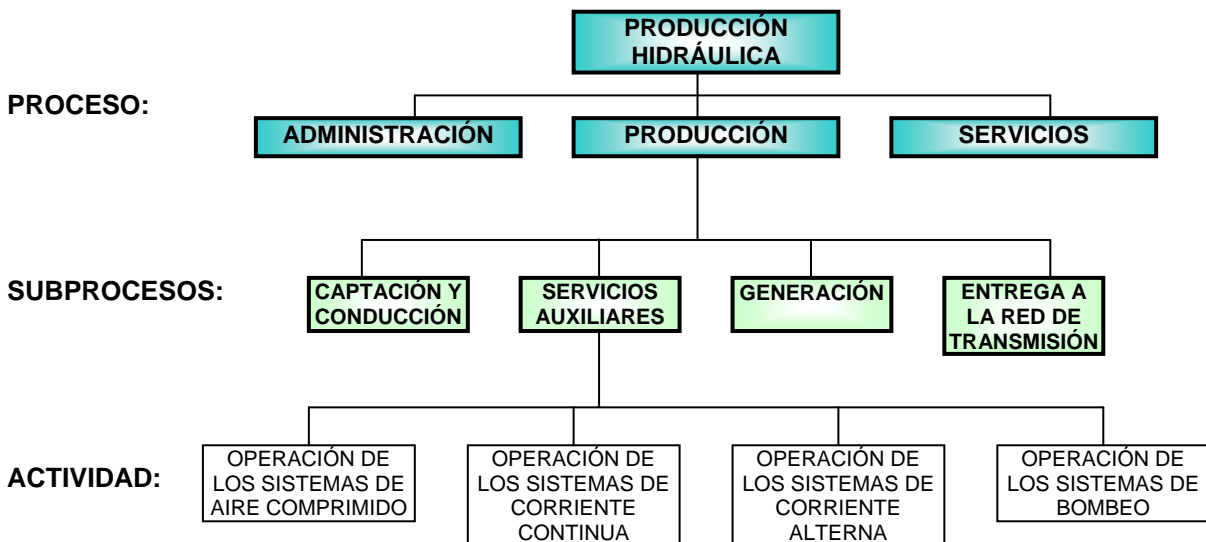 PRODUCCIÓN
HIDRÁULICA
PROCESO:
ADMINISTRACIÓN
PRODUCCIÓN
SERVICIOS
SUBPROCESOS:
CAPTACIÓN Y
CONDUCCIÓN
SERVICIOS
AUXILIARES
GENERACIÓN
ENTREGA A
LA RED DE
TRANSMISIÓN
ACTIVIDAD:
OPERACIÓN DE
LOS SISTEMAS DE
AIRE COMPRIMIDO
OPERACIÓN DE
LOS SISTEMAS DE
CORRIENTE
CONTINUA
OPERACIÓN DE
LOS SISTEMAS DE
CORRIENTE
ALTERNA
OPERACIÓN DE
LOS SISTEMAS DE
BOMBEO